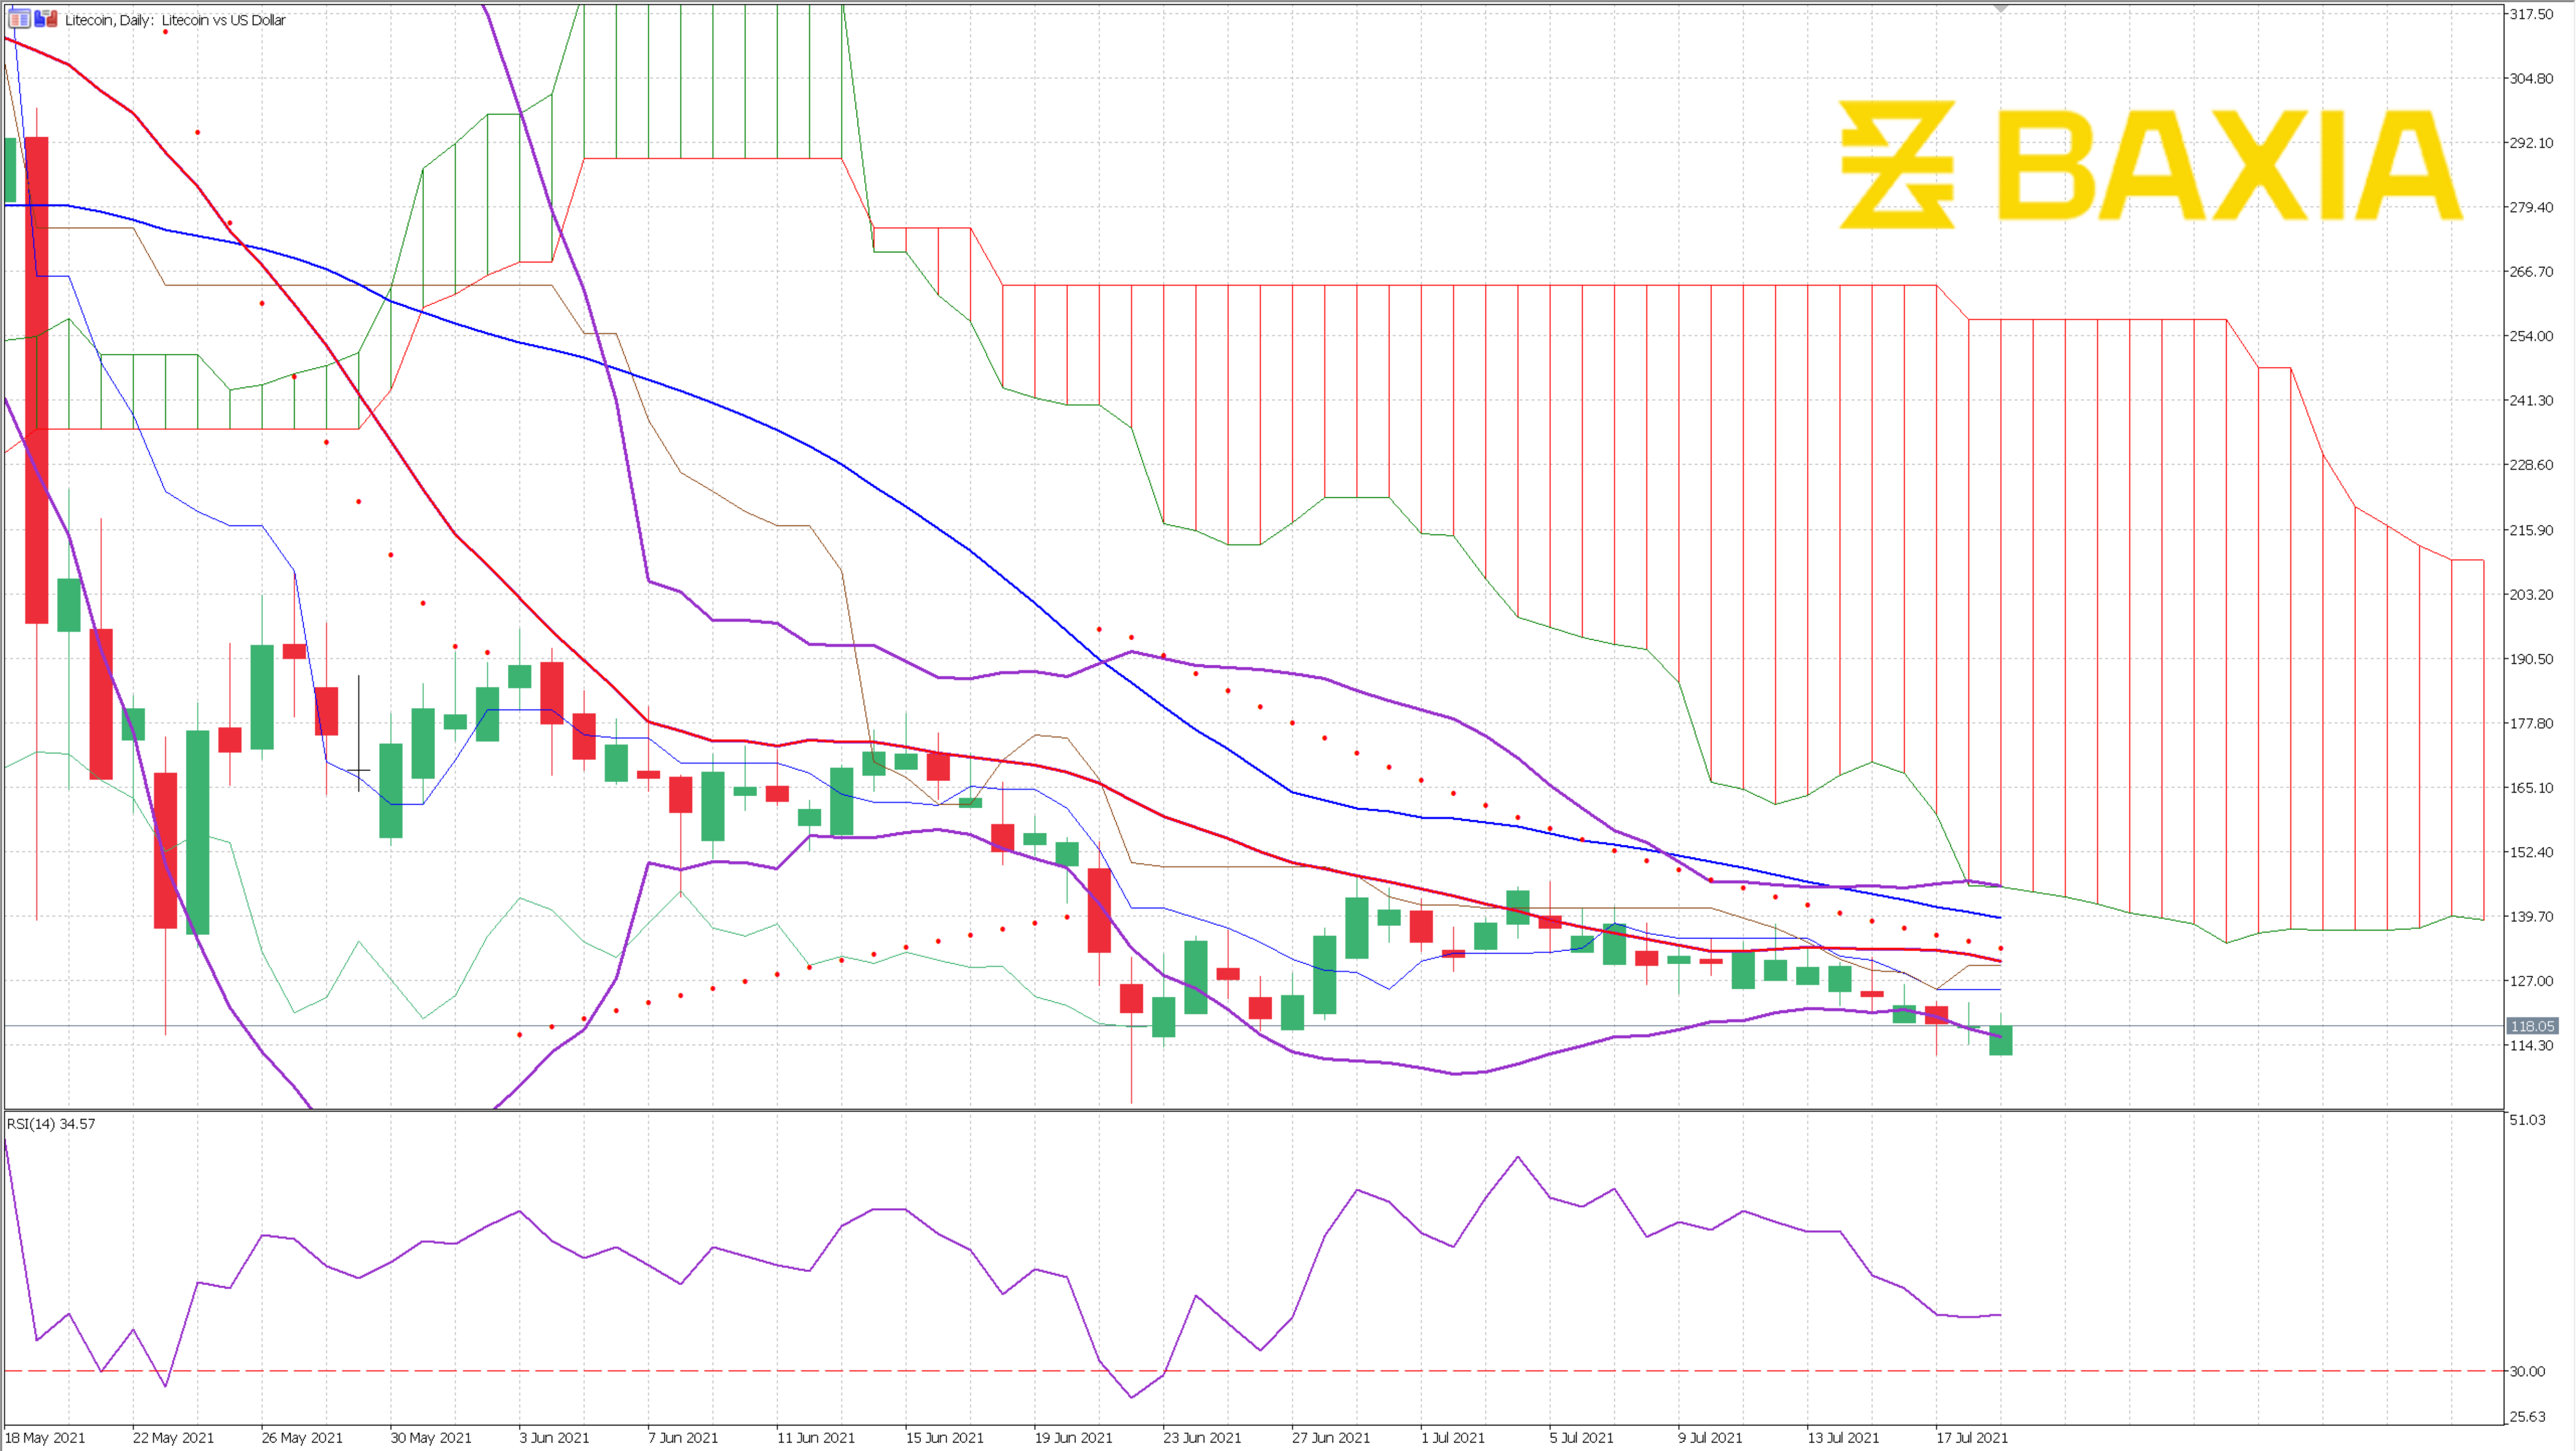 Litecoin, Daily: Litecoin vs US Dollar
BAXIA
317.50
304.80
292.10
279.40
266.70
254.00
241.30
228.60
215.90
203.20
190.50
177.80
165.10
152.40
139.70
127.00
118.05
114.30
RSI(14) 34.57
51.03
30.00
25.63
18 May 2021
22 May 2021
26 May 2021
30 May 2021
3 Jun 2021
7 Jun 2021
11 Jun 2021
15 Jun 2021
19 Jun 2021
23 Jun 2021
27 Jun 2021
1 Jul 2021
5 Jul 2021
9 Jul 2021
13 Jul 2021
17 Jul 2021